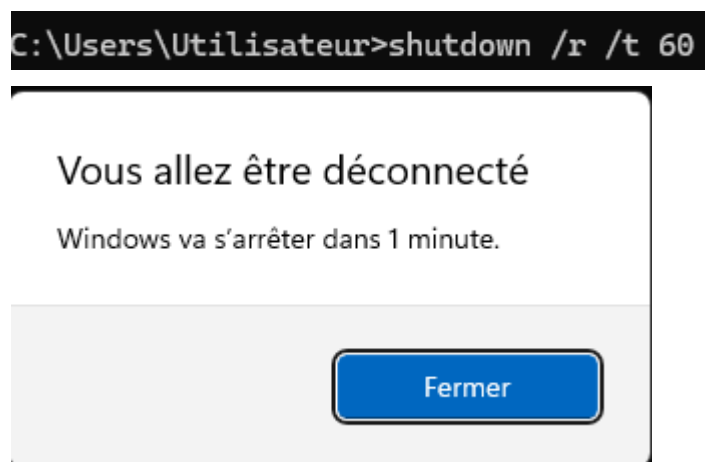 C:\Users\Utilisateur>shutdown /r /t 60
Vous allez être déconnecté
Windows va s'arrêter dans 1 minute.
Fermer